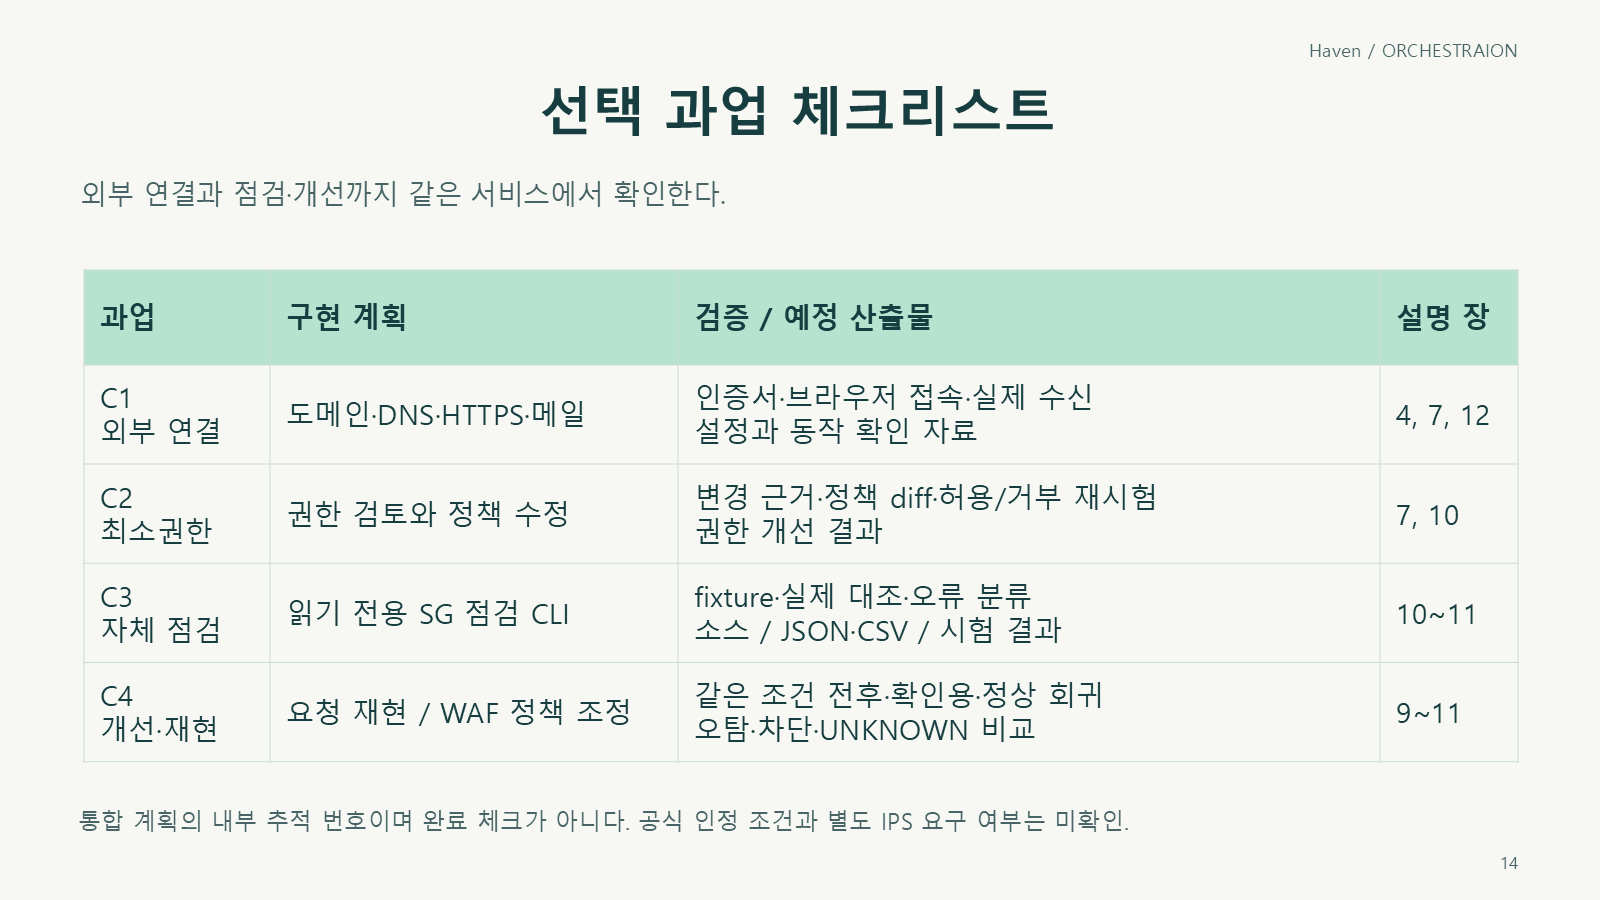 Haven / ORCHESTRAION
선택 과업 체크리스트
외부 연결과 점검·개선까지 같은 서비스에서 확인한다.
과업
구현 계획
검증 / 예정 산출물
설명 장
C1
외부 연결
도메인·DNS·HTTPS·메일
인증서·브라우저 접속·실제 수신
설정과 동작 확인 자료
4, 7, 12
C2
최소권한
권한 검토와 정책 수정
변경 근거·정책 diff·허용/거부 재시험
권한 개선 결과
7, 10
C3
자체 점검
읽기 전용 SG 점검 CLI
fixture·실제 대조·오류 분류
소스 / JSON·CSV / 시험 결과
10~11
C4
개선·재현
요청 재현 / WAF 정책 조정
같은 조건 전후·확인용·정상 회귀
오탐·차단·UNKNOWN 비교
9~11
통합 계획의 내부 추적 번호이며 완료 체크가 아니다. 공식 인정 조건과 별도 IPS 요구 여부는 미확인.
14